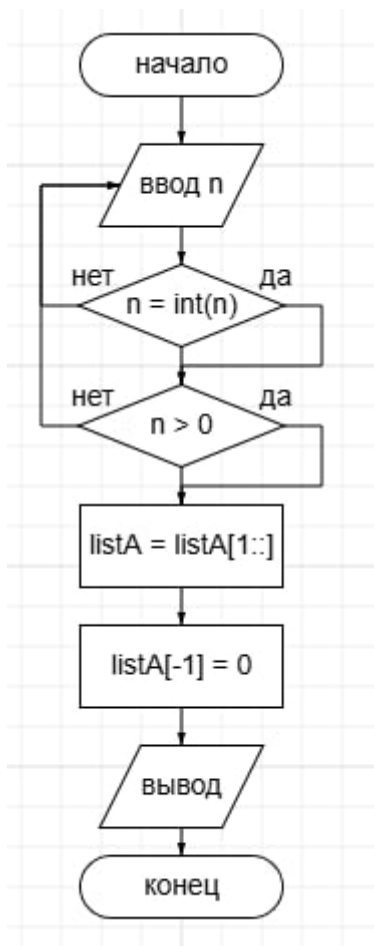 начало
ввод n
нет
да
n = int(n)
нет
да
n > 0
listA = listA[1::]
listA[-1] = 0
вывод
конец